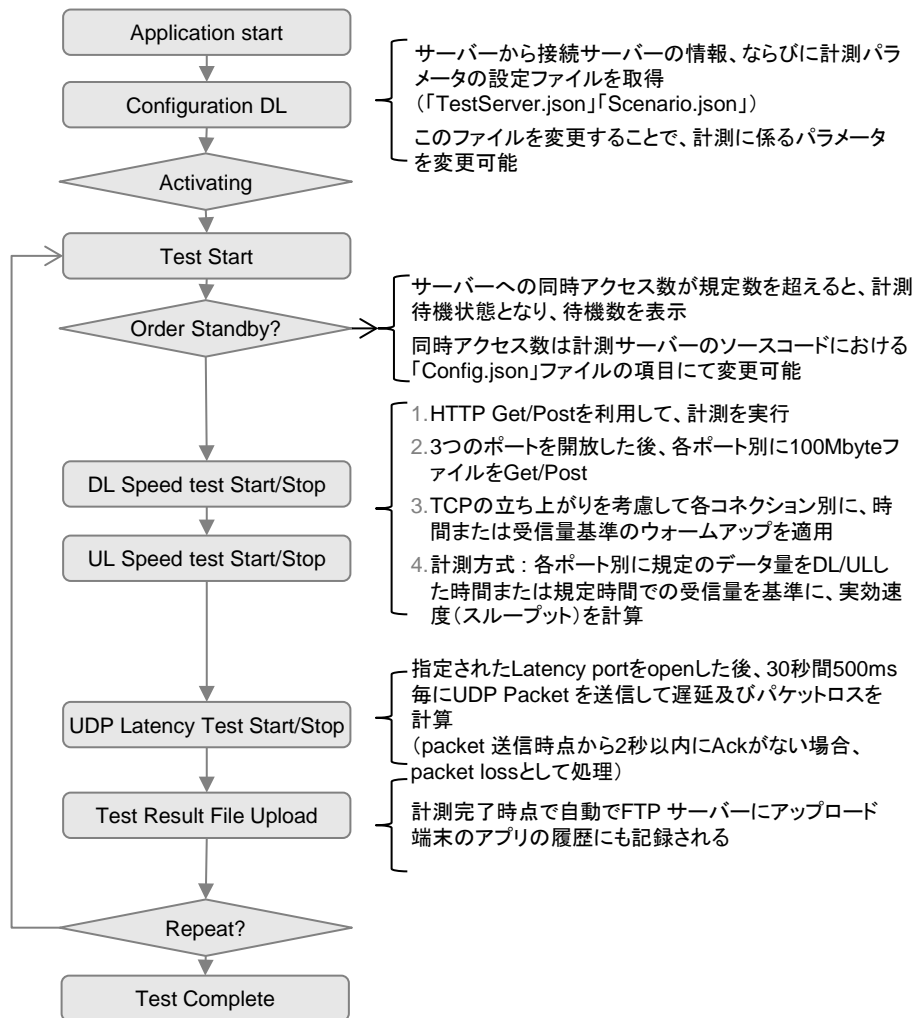 Application start
Configuration DL
サーバーから接続サーバーの情報、ならびに計測パラ
メータの設定ファイルを取得
（「TestServer.json」「Scenario.json」）
このファイルを変更することで、計測に係るパラメータ
を変更可能
Activating
Test Start
Order Standby?
サーバーへの同時アクセス数が規定数を超えると、計測
待機状態となり、待機数を表示
同時アクセス数は計測サーバーのソースコードにおける
「Config.json」ファイルの項目にて変更可能
DL Speed test Start/Stop
UL Speed test Start/Stop
1.HTTP Get/Postを利用して、計測を実行
2.3つのポートを開放した後、各ポート別に100Mbyteフ
ァイルをGet/Post
3.TCPの立ち上がりを考慮して各コネクション別に、時
間または受信量基準のウォームアップを適用
4.計測方式：各ポート別に規定のデータ量をDL/ULし
た時間または規定時間での受信量を基準に、実効速
度（スループット）を計算
UDP Latency Test Start/Stop
指定されたLatency portをopenした後、30秒間500ms
毎にUDP Packet を送信して遅延及びパケットロスを
計算
（packet 送信時点から2秒以内にAckがない場合、
packet lossとして処理）
Test Result File Upload
計測完了時点で自動でFTP サーバーにアップロード
端末のアプリの履歴にも記録される
Repeat?
Test Complete